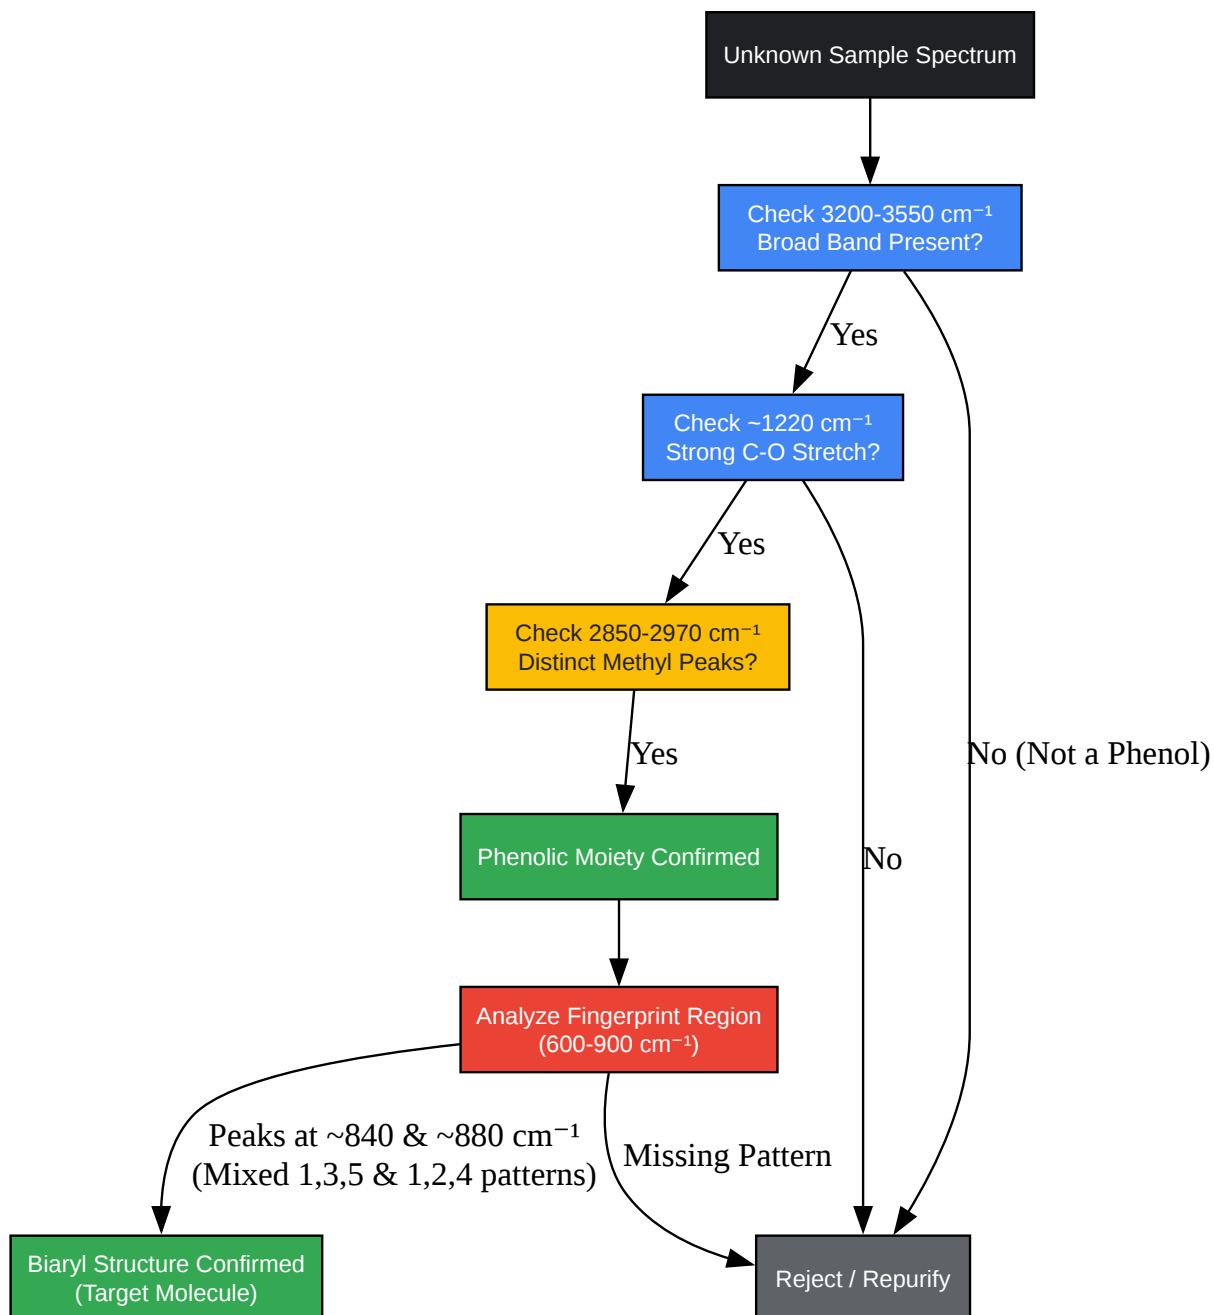 Unknown Sample Spectrum
Check 3200-3550 cm⁻¹
Broad Band Present?
Yes
Check ~1220 cm⁻¹
Strong C-O Stretch?
Yes
Check 2850-2970 cm⁻¹
Distinct Methyl Peaks?
Yes
No (Not a Phenol)
Phenolic Moiety Confirmed
No
Analyze Fingerprint Region
(600-900 cm⁻¹)
Peaks at ~840 & ~880 cm⁻¹
(Mixed 1,3,5 & 1,2,4 patterns)
Missing Pattern
Biaryl Structure Confirmed
(Target Molecule)
Reject / Repurify